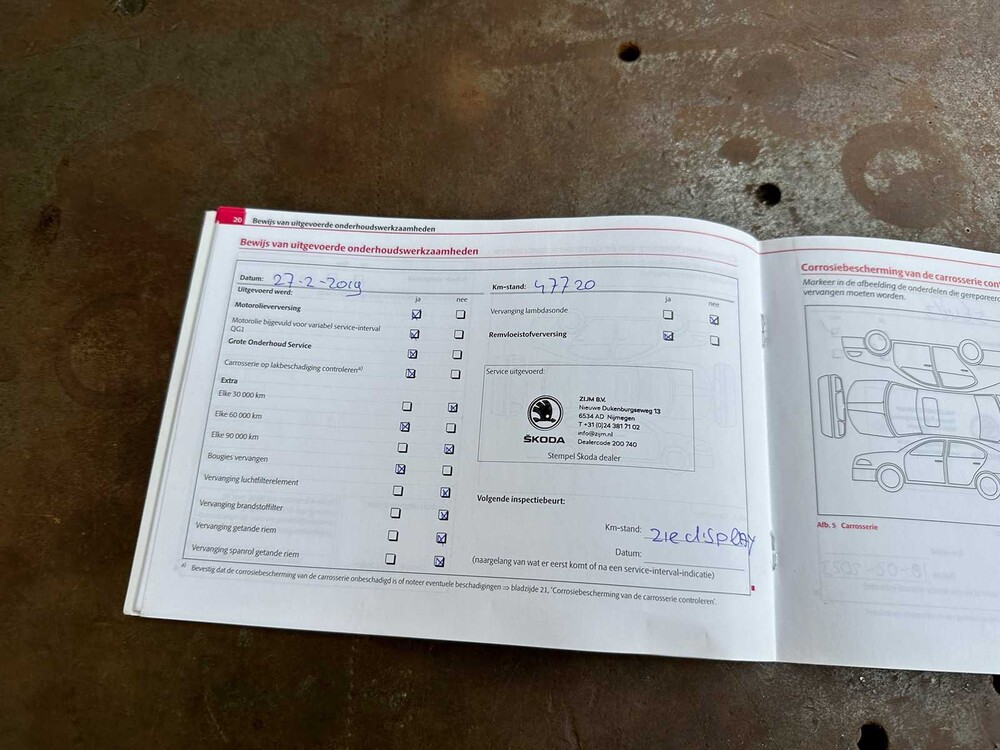 20 Bewijs van uitgevoerde onderhoudswerkzaamheden
Bewijs van uitgevoerde onderhoudswerkzaamheden
Datum: 27-2-2019
Uitgevoerd werd:
ja nee
Motorolieverversing
Motorolie bijgevuld voor variabel service-interval
QG1
Grote Onderhoud Service
Carrosserie op lakbeschadiging controleren a)
Extra
Elke 30 000 km
Elke 60 000 km
Elke 90 000 km
Bougies vervangen
Vervanging luchtfilterelement
Vervanging brandstoffilter
Vervanging getande riem
Vervanging spanrol getande riem
Km-stand: 47720
ja nee
Vervanging lambdasonde
Remvloeistofverversing
Service uitgevoerd:
ŠKODA
ZIJM B.V.
Nieuwe Dukenburgseweg 13
6534 AD Nijmegen
T +31 (0)24 381 71 02
info@zijm.nl
Dealercode 200 740
Stempel Škoda dealer
Volgende inspectiebeurt:
Km-stand: zie display
Datum:
(naargelang van wat er eerst komt of na een service-interval-indicatie)
a) Bevestig dat de corrosiebescherming van de carrosserie onbeschadigd is of noteer eventuele beschadigingen ⇒ bladzijde 21, 'Corrosiebescherming van de carrosserie controleren'.
Corrosiebescherming van de carrosserie
Markeer in de afbeelding de onderdelen die gerepareerd
vervangen moeten worden.
Afb. 5 Carrosserie